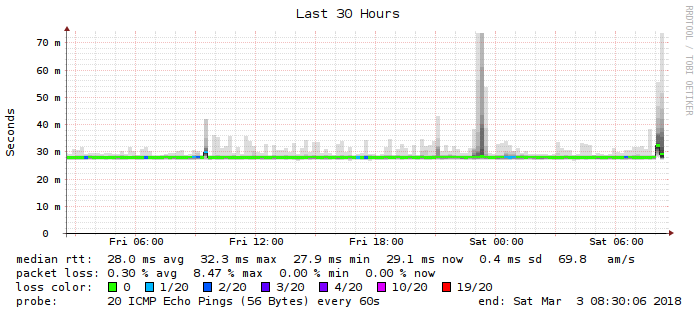 Last 30 Hours
RRDTOOL / TOBI OETIKER
Seconds
70 m
60 m
50 m
40 m
30 m
20 m
10 m
0
Fri 06:00 Fri 12:00 Fri 18:00 Sat 00:00 Sat 06:00
median rtt: 28.0 ms avg 32.3 ms max 27.9 ms min 29.1 ms now 0.4 ms sd 69.8 am/s
packet loss: 0.30 % avg 8.47 % max 0.00 % min 0.00 % now
loss color: 0 1/20 2/20 3/20 4/20 10/20 19/20
probe: 20 ICMP Echo Pings (56 Bytes) every 60s end: Sat Mar 3 08:30:06 2018